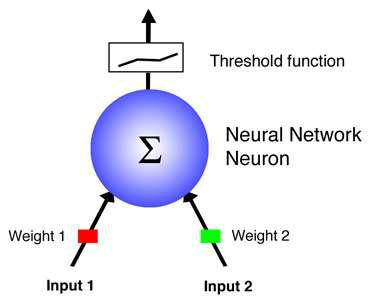 Threshold function
Σ
Neural Network
Neuron
Weight 1
Weight 2
Input 1
Input 2